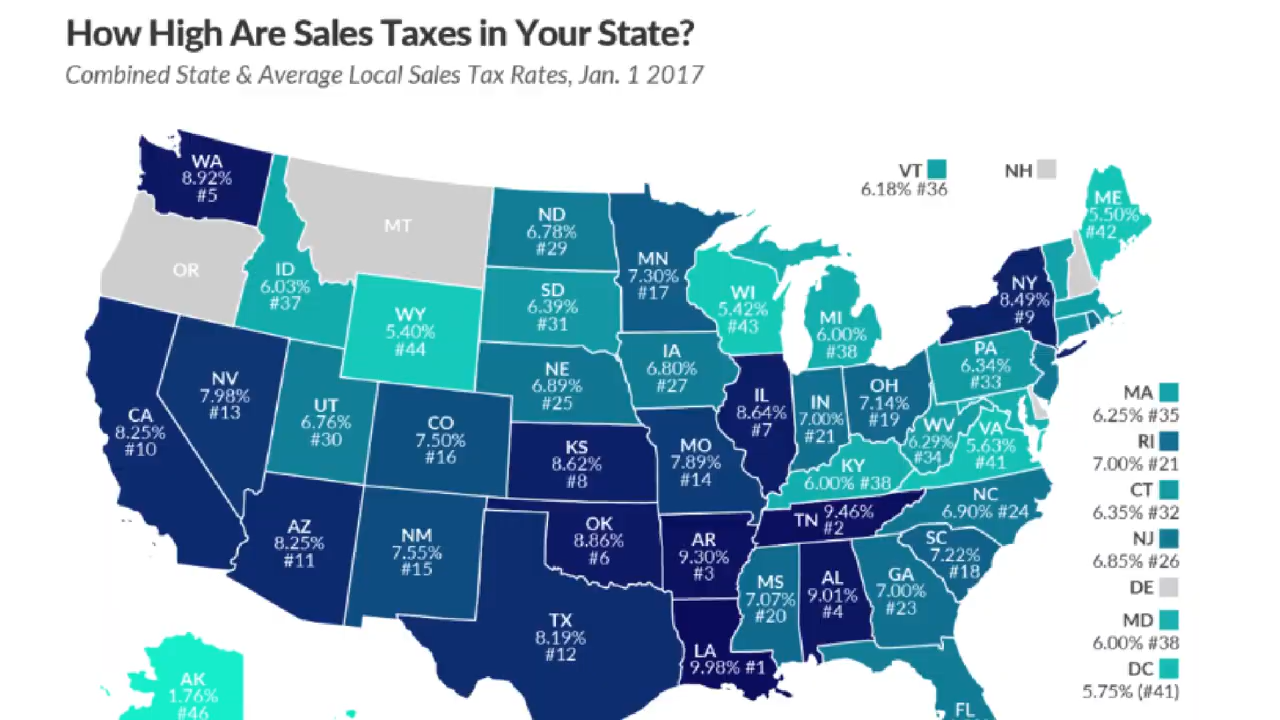 How High Are Sales Taxes in Your State?
Combined State & Average Local Sales Tax Rates, Jan. 1 2017
WA
8.92%
#5
MT
OR
ID
6.03%
#37
WY
5.40%
#44
ND
6.78%
#29
SD
6.39%
#31
NE
6.89%
#25
MN
7.30%
#17
IA
6.80%
#27
WI
5.42%
#43
MI
6.00%
#38
VT
6.18% #36
NH
ME
5.50%
#42
NY
8.49%
#9
PA
6.34%
#33
NV
7.98%
#13
CA
8.25%
#10
UT
6.76%
#30
CO
7.50%
#16
KS
8.62%
#8
MO
7.89%
#14
IL
8.64%
#7
IN
7.00%
#21
OH
7.14%
#19
WV
6.29%
#34
VA
5.63%
#41
KY
6.00% #38
NC
6.90% #24
TN 9.46%
#2
SC
7.22%
#18
AZ
8.25%
#11
NM
7.55%
#15
OK
8.86%
#6
AR
9.30%
#3
MS
7.07%
#20
AL
9.01%
#4
GA
7.00%
#23
TX
8.19%
#12
LA
9.98% #1
AK
1.76%
#46
FL
MA
6.25% #35
RI
7.00% #21
CT
6.35% #32
NJ
6.85% #26
DE
MD
6.00% #38
DC
5.75% (#41)